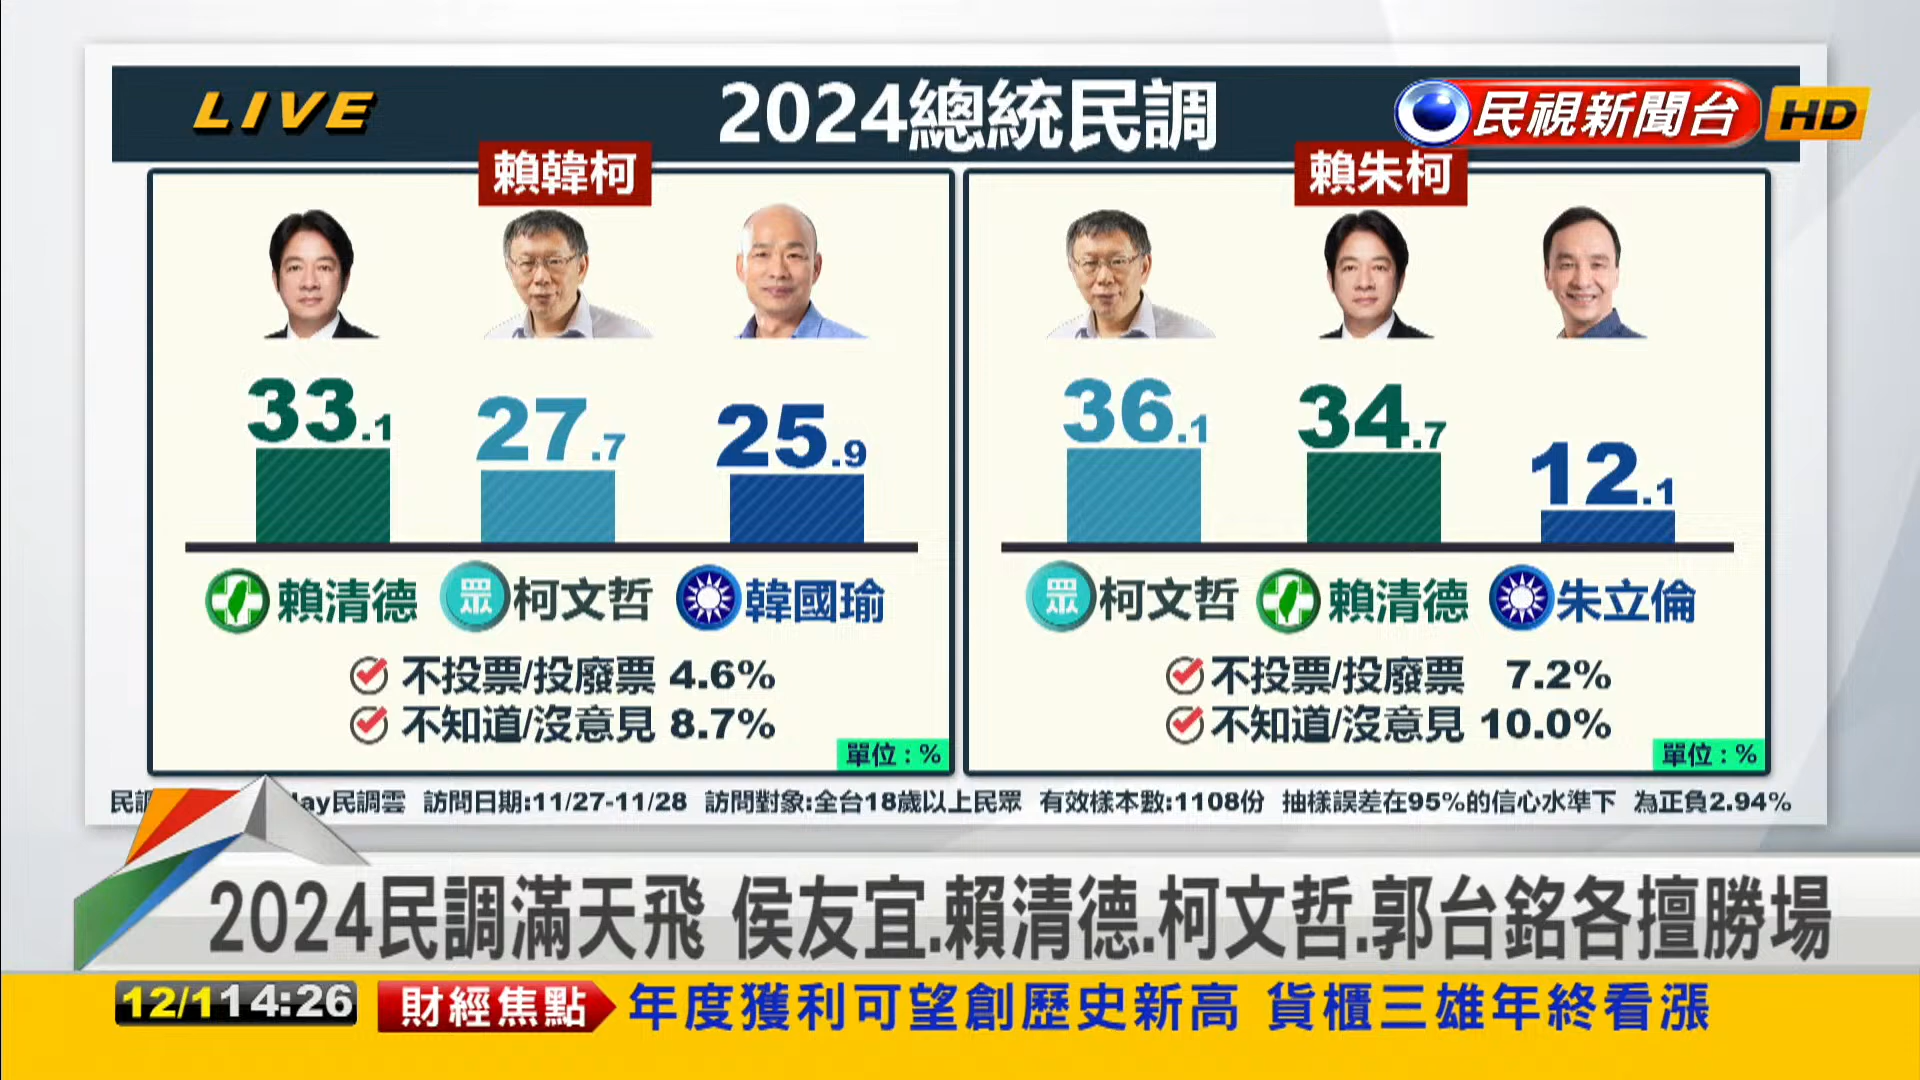 LIVE
2024總統民調
民視新聞台 HD
賴韓柯
33.1 27.7 25.9
賴清德 眾 柯文哲 韓國瑜
不投票/投廢票 4.6%
不知道/沒意見 8.7%
單位：%
賴朱柯
36.1 34.7 12.1
眾 柯文哲 賴清德 朱立倫
不投票/投廢票 7.2%
不知道/沒意見 10.0%
單位：%
民調雲 訪問日期:11/27-11/28 訪問對象:全台18歲以上民眾 有效樣本數:1108份 抽樣誤差在95%的信心水準下 為正負2.94%
2024民調滿天飛 侯友宜.賴清德.柯文哲.郭台銘各擅勝場
12/1 14:26 財經焦點 年度獲利可望創歷史新高 貨櫃三雄年終看漲